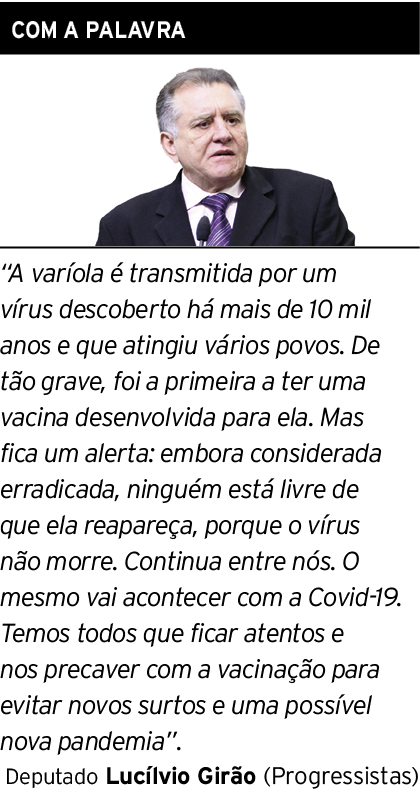 COM A PALAVRA
“A varíola é transmitida por um
vírus descoberto há mais de 10 mil
anos e que atingiu vários povos. De
tão grave, foi a primeira a ter uma
vacina desenvolvida para ela. Mas
fica um alerta: embora considerada
erradicada, ninguém está livre de
que ela reapareça, porque o vírus
não morre. Continua entre nós. O
mesmo vai acontecer com a Covid-19.
Temos todos que ficar atentos e
nos precaver com a vacinação para
evitar novos surtos e uma possível
nova pandemia”.
Deputado Lucílvio Girão (Progressistas)